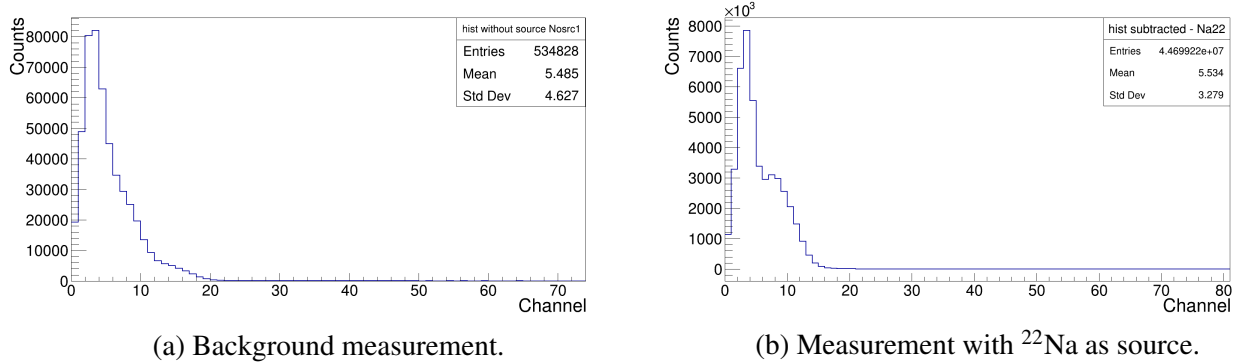 Counts
80000
70000
60000
50000
40000
30000
20000
10000
0
0 10 20 30 40 50 60 70
Channel
hist without source Nosrc1
Entries 534828
Mean 5.485
Std Dev 4.627
(a) Background measurement.
×10³
Counts
8000
7000
6000
5000
4000
3000
2000
1000
0
0 10 20 30 40 50 60 70 80
Channel
hist subtracted - Na22
Entries 4.469922e+07
Mean 5.534
Std Dev 3.279
(b) Measurement with ²²Na as source.